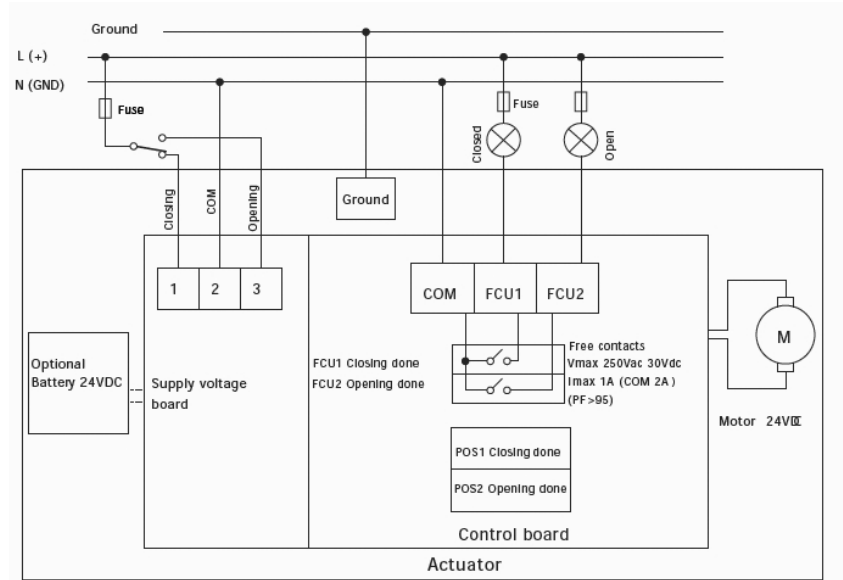 Ground
L (+)
N (GND)
Fuse
Fuse
Closed
Open
Closing
COM
Opening
Ground
1 2 3
COM FCU1 FCU2
M
Optional
Battery 24VDC
Supply voltage
board
FCU1 Closing done
FCU2 Opening done
Free contacts
Vmax 250Vac 30Vdc
Imax 1A (COM 2A )
(PF>95)
Motor 24VDC
POS1 Closing done
POS2 Opening done
Control board
Actuator